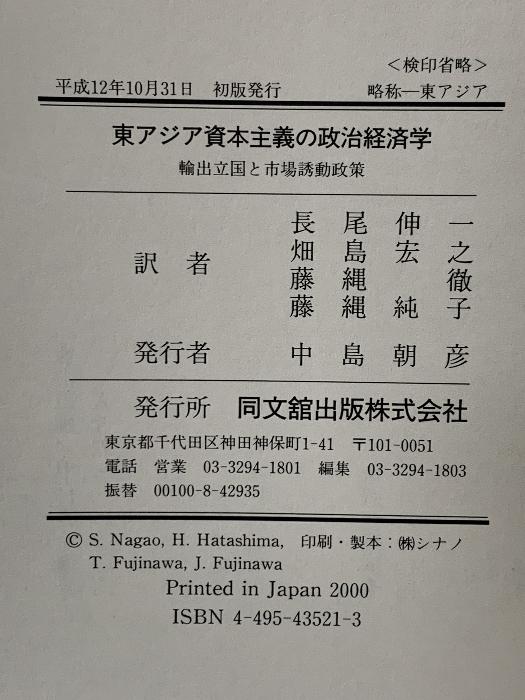 ＜検印省略＞
平成12年10月31日　初版発行　略称―東アジア
東アジア資本主義の政治経済学
輸出立国と市場誘動政策
訳者
長尾伸一
畑島宏之
藤縄徹
藤縄純子
発行者　中島朝彦
発行所　同文舘出版株式会社
東京都千代田区神田神保町1-41　〒101-0051
電話　営業　03-3294-1801　編集　03-3294-1803
振替　00100-8-42935
© S. Nagao, H. Hatashima,　印刷・製本：㈱シナノ
T. Fujinawa, J. Fujinawa
Printed in Japan 2000
ISBN 4-495-43521-3